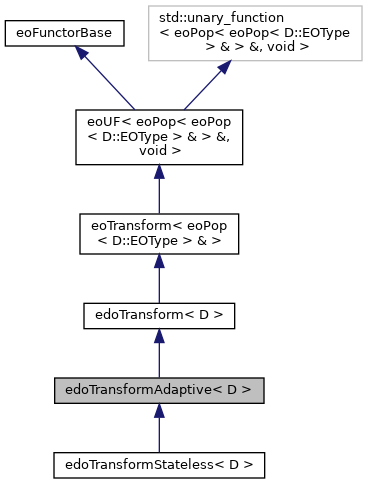 eoFunctorBase
std::unary_function
< eoPop< eoPop< D::EOType
> & > &, void >
eoUF< eoPop< eoPop
< D::EOType > & > &,
void >
eoTransform< eoPop
< D::EOType > & >
edoTransform< D >
edoTransformAdaptive< D >
edoTransformStateless< D >